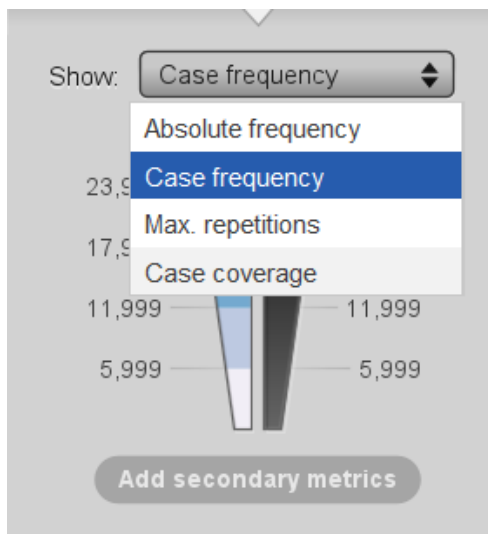 Show: Case frequency
Absolute frequency
Case frequency
Max. repetitions
Case coverage
11,999 11,999
5,999 5,999
Add secondary metrics